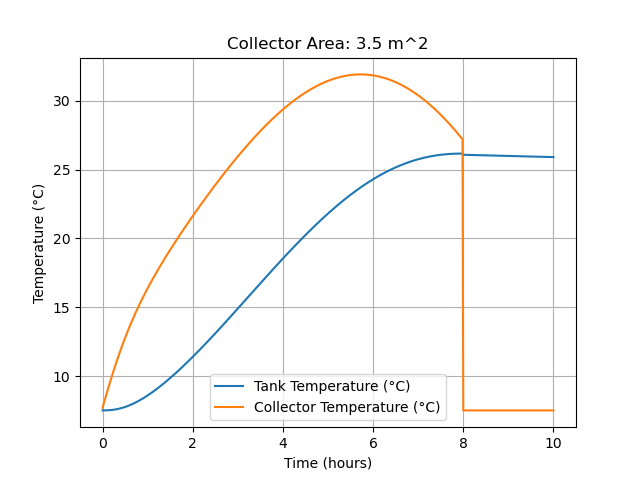 Collector Area: 3.5 m^2
Temperature (°C)
30
25
20
15
10
Tank Temperature (°C)
Collector Temperature (°C)
0 2 4 6 8 10
Time (hours)